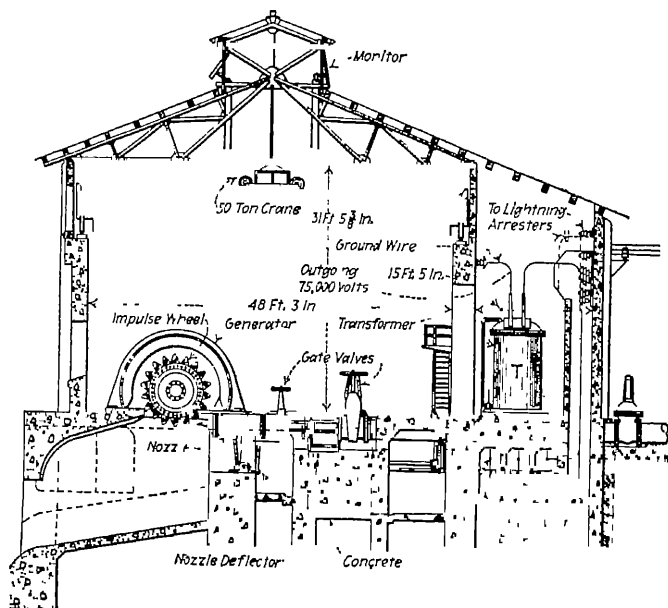 Monitor
50 Ton Crane
31 Ft 5 3/8 In.
To Lightning
Arresters
Ground Wire
Outgoing
75,000 volts
15 Ft 5 In.
48 Ft, 3 In
Impulse Wheel
Generator
Transformer
Gate Valves
T
Nozzle Deflector
Concrete